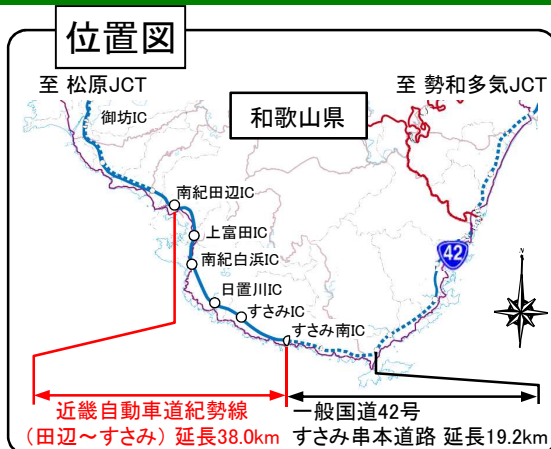 位置図
至 松原JCT
至 勢和多気JCT
御坊IC
和歌山県
南紀田辺IC
上富田IC
南紀白浜IC
42
日置川IC
すさみIC
すさみ南IC
N
近畿自動車道紀勢線
(田辺～すさみ) 延長38.0km
一般国道42号
すさみ串本道路 延長19.2km